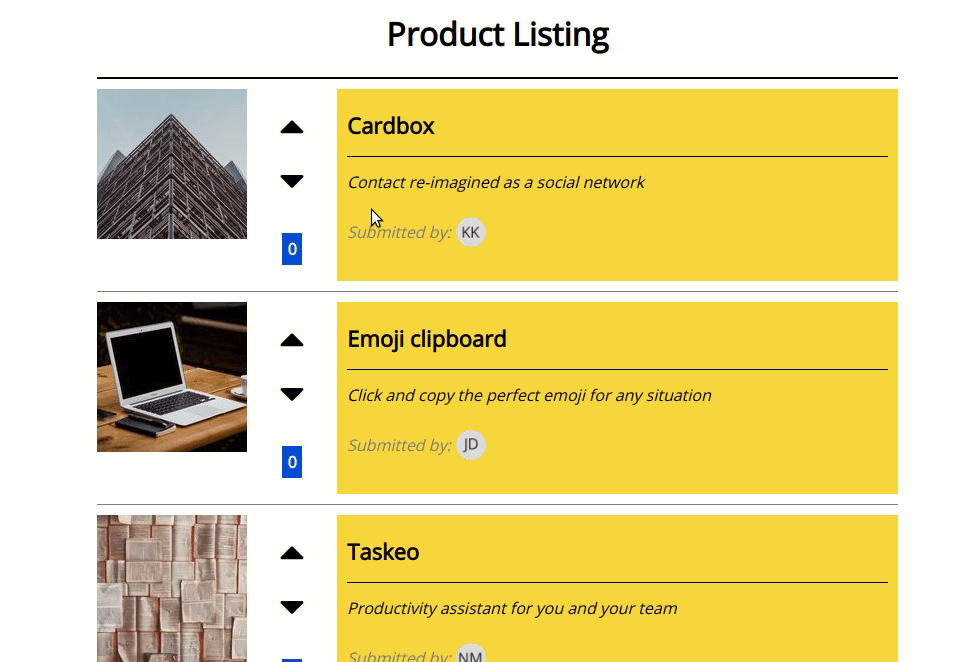 Product Listing
Cardbox
Contact re-imagined as a social network
Submitted by: KK
0
Emoji clipboard
Click and copy the perfect emoji for any situation
Submitted by: JD
0
Taskeo
Productivity assistant for you and your team
Submitted by: NM